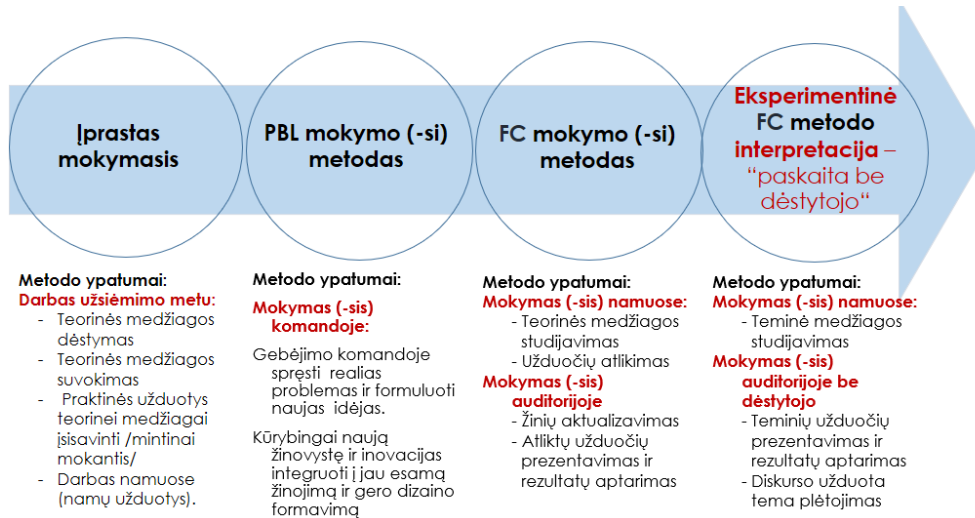 Įprastas
mokymasis
PBL mokymo (-si)
metodas
FC mokymo (-si)
metodas
Eksperimentinė
FC metodo
interpretacija –
“paskaita be
dėstytojo“
Metodo ypatumai:
Darbas užsiėmimo metu:
- Teorinės medžiagos
dėstymas
- Teorinės medžiagos
suvokimas
- Praktinės užduotys
teorinei medžiagai
įsisavinti /mintinai
mokantis/
- Darbas namuose
(namų užduotys).
Metodo ypatumai:
Mokymas (-sis)
komandoje:
Gebėjimo komandoje
spręsti realias
problemas ir formuluoti
naujas idėjas.
Kūrybingai naują
žinovystę ir inovacijas
integruoti į jau esamą
žinojimą ir gero dizaino
formavimą
Metodo ypatumai:
Mokymas (-sis) namuose:
- Teorinės medžiagos
studijavimas
- Užduočių atlikimas
Mokymas (-sis)
auditorijoje
- Žinių aktualizavimas
- Atliktų užduočių
prezentavimas ir
rezultatų aptarimas
Metodo ypatumai:
Mokymas (-sis) namuose:
- Teminė medžiagos
studijavimas
Mokymas (-sis)
auditorijoje be
dėstytojo
- Teminių užduočių
prezentavimas ir
rezultatų aptarimas
- Diskurso užduota
tema plėtojimas